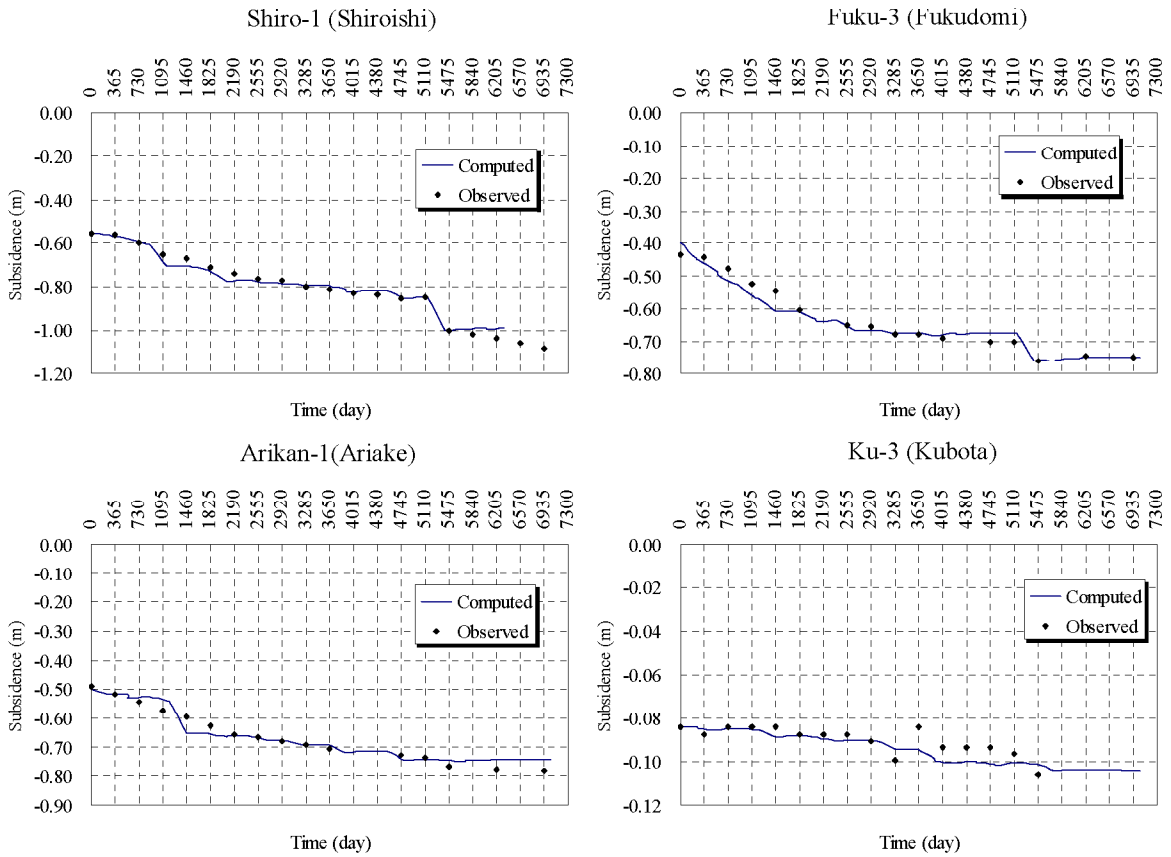 Shiro-1 (Shiroishi)
0 365 730 1095 1460 1825 2190 2555 2920 3285 3650 4015 4380 4745 5110 5475 5840 6205 6570 6935 7300
0.00
-0.20
-0.40
-0.60
-0.80
-1.00
-1.20
Subsidence (m)
Computed
Observed
Time (day)
Fuku-3 (Fukudomi)
0 365 730 1095 1460 1825 2190 2555 2920 3285 3650 4015 4380 4745 5110 5475 5840 6205 6570 6935 7300
0.00
-0.10
-0.20
-0.30
-0.40
-0.50
-0.60
-0.70
-0.80
Subsidence (m)
Computed
Observed
Time (day)
Arikan-1(Ariake)
0 365 730 1095 1460 1825 2190 2555 2920 3285 3650 4015 4380 4745 5110 5475 5840 6205 6570 6935 7300
0.00
-0.10
-0.20
-0.30
-0.40
-0.50
-0.60
-0.70
-0.80
-0.90
Subsidence (m)
Computed
Observed
Time (day)
Ku-3 (Kubota)
0 365 730 1095 1460 1825 2190 2555 2920 3285 3650 4015 4380 4745 5110 5475 5840 6205 6570 6935 7300
0.00
-0.02
-0.04
-0.06
-0.08
-0.10
-0.12
Subsidence (m)
Computed
Observed
Time (day)